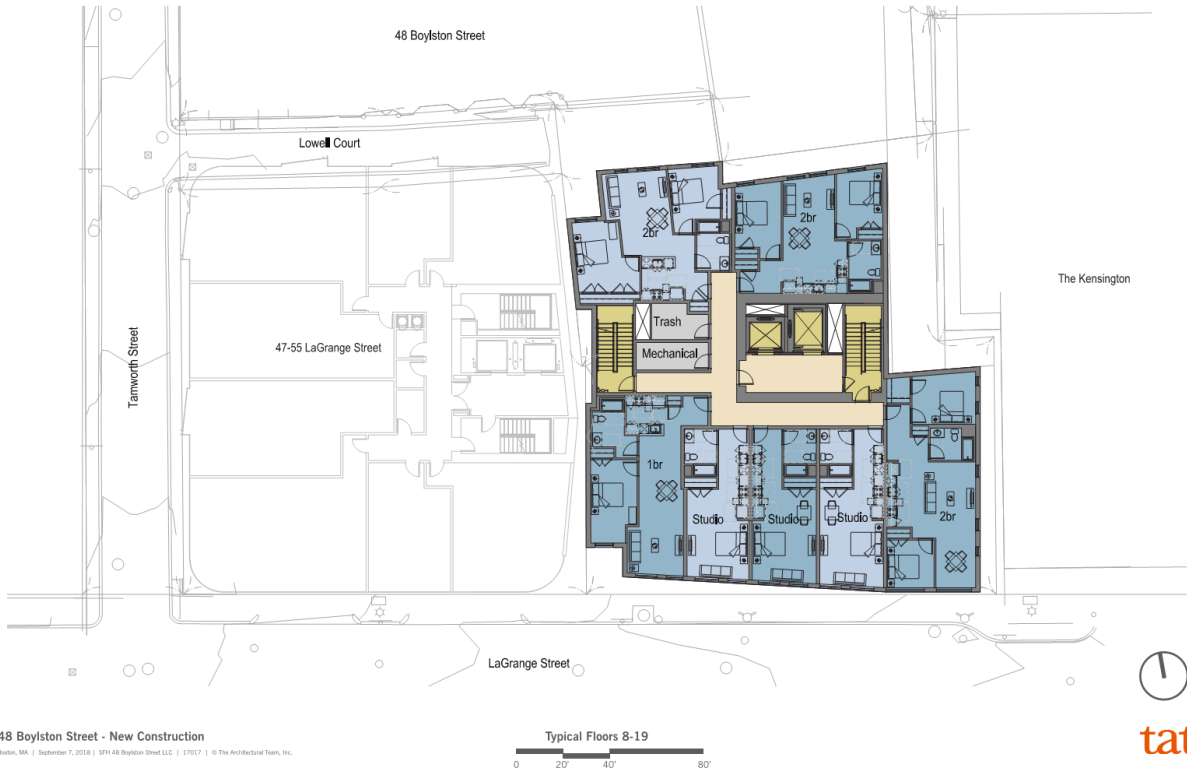 48 Boylston Street
Lowell Court
2br
2br
The Kensington
Trash
47-55 LaGrange Street
Mechanical
Tamworth Street
1br
Studio
Studio
Studio
2br
LaGrange Street
48 Boylston Street - New Construction
Boston, MA | September 7, 2018 | SFH 48 Boylston Street LLC | 17017 | © The Architectural Team, Inc.
Typical Floors 8-19
0 20' 40' 80'
tat